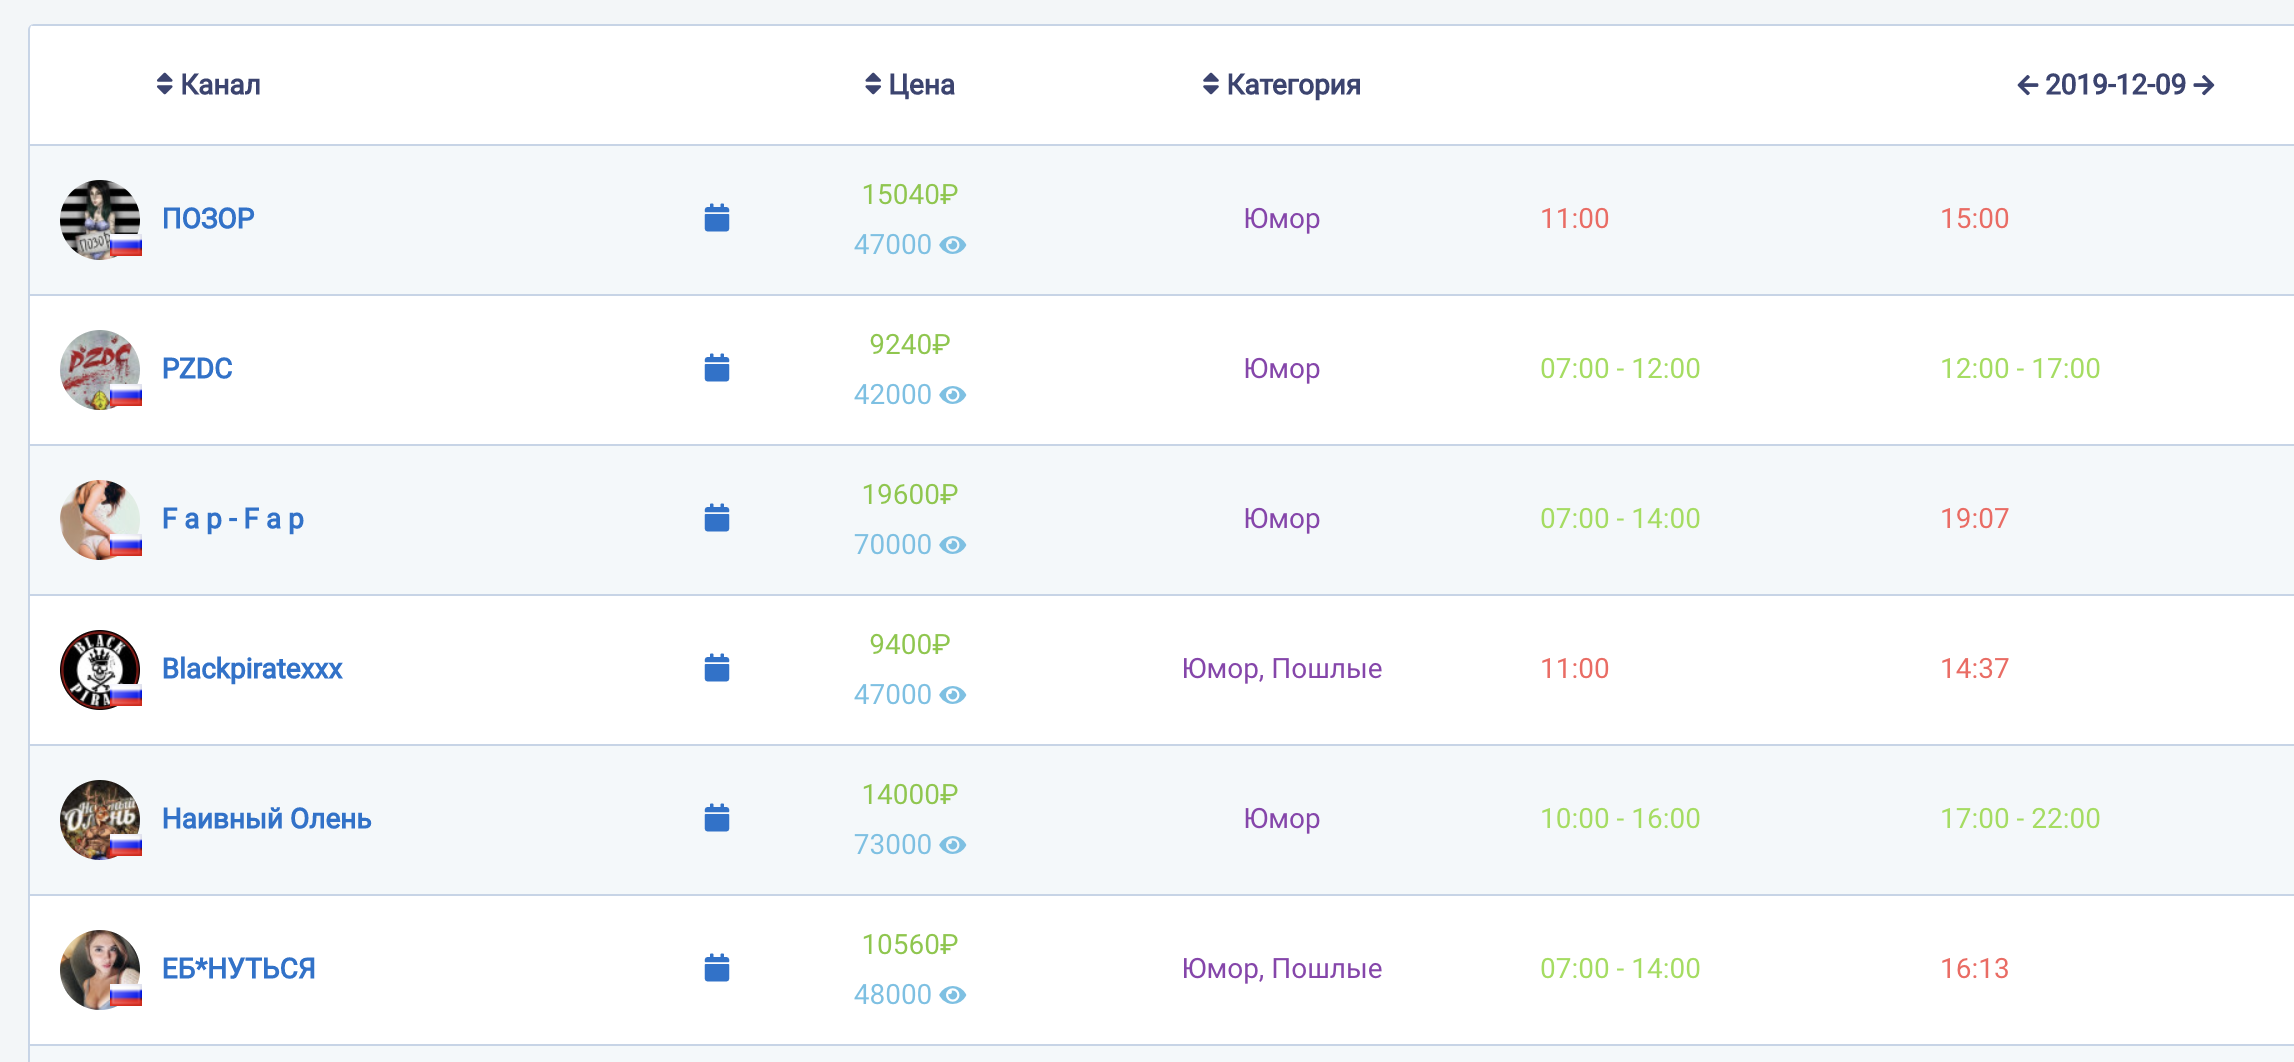 Канал Цена Категория 2019-12-09
ПОЗОР 15040₽ 47000 Юмор 11:00 15:00
ПОЗОР
PZDC 9240₽ 42000 Юмор 07:00 - 12:00 12:00 - 17:00
PZDC
F a p - F a p 19600₽ 70000 Юмор 07:00 - 14:00 19:07
Blackpiratexxx 9400₽ 47000 Юмор, Пошлые 11:00 14:37
BLACK
Наивный Олень 14000₽ 73000 Юмор 10:00 - 16:00 17:00 - 22:00
ЕБ*НУТЬСЯ 10560₽ 48000 Юмор, Пошлые 07:00 - 14:00 16:13